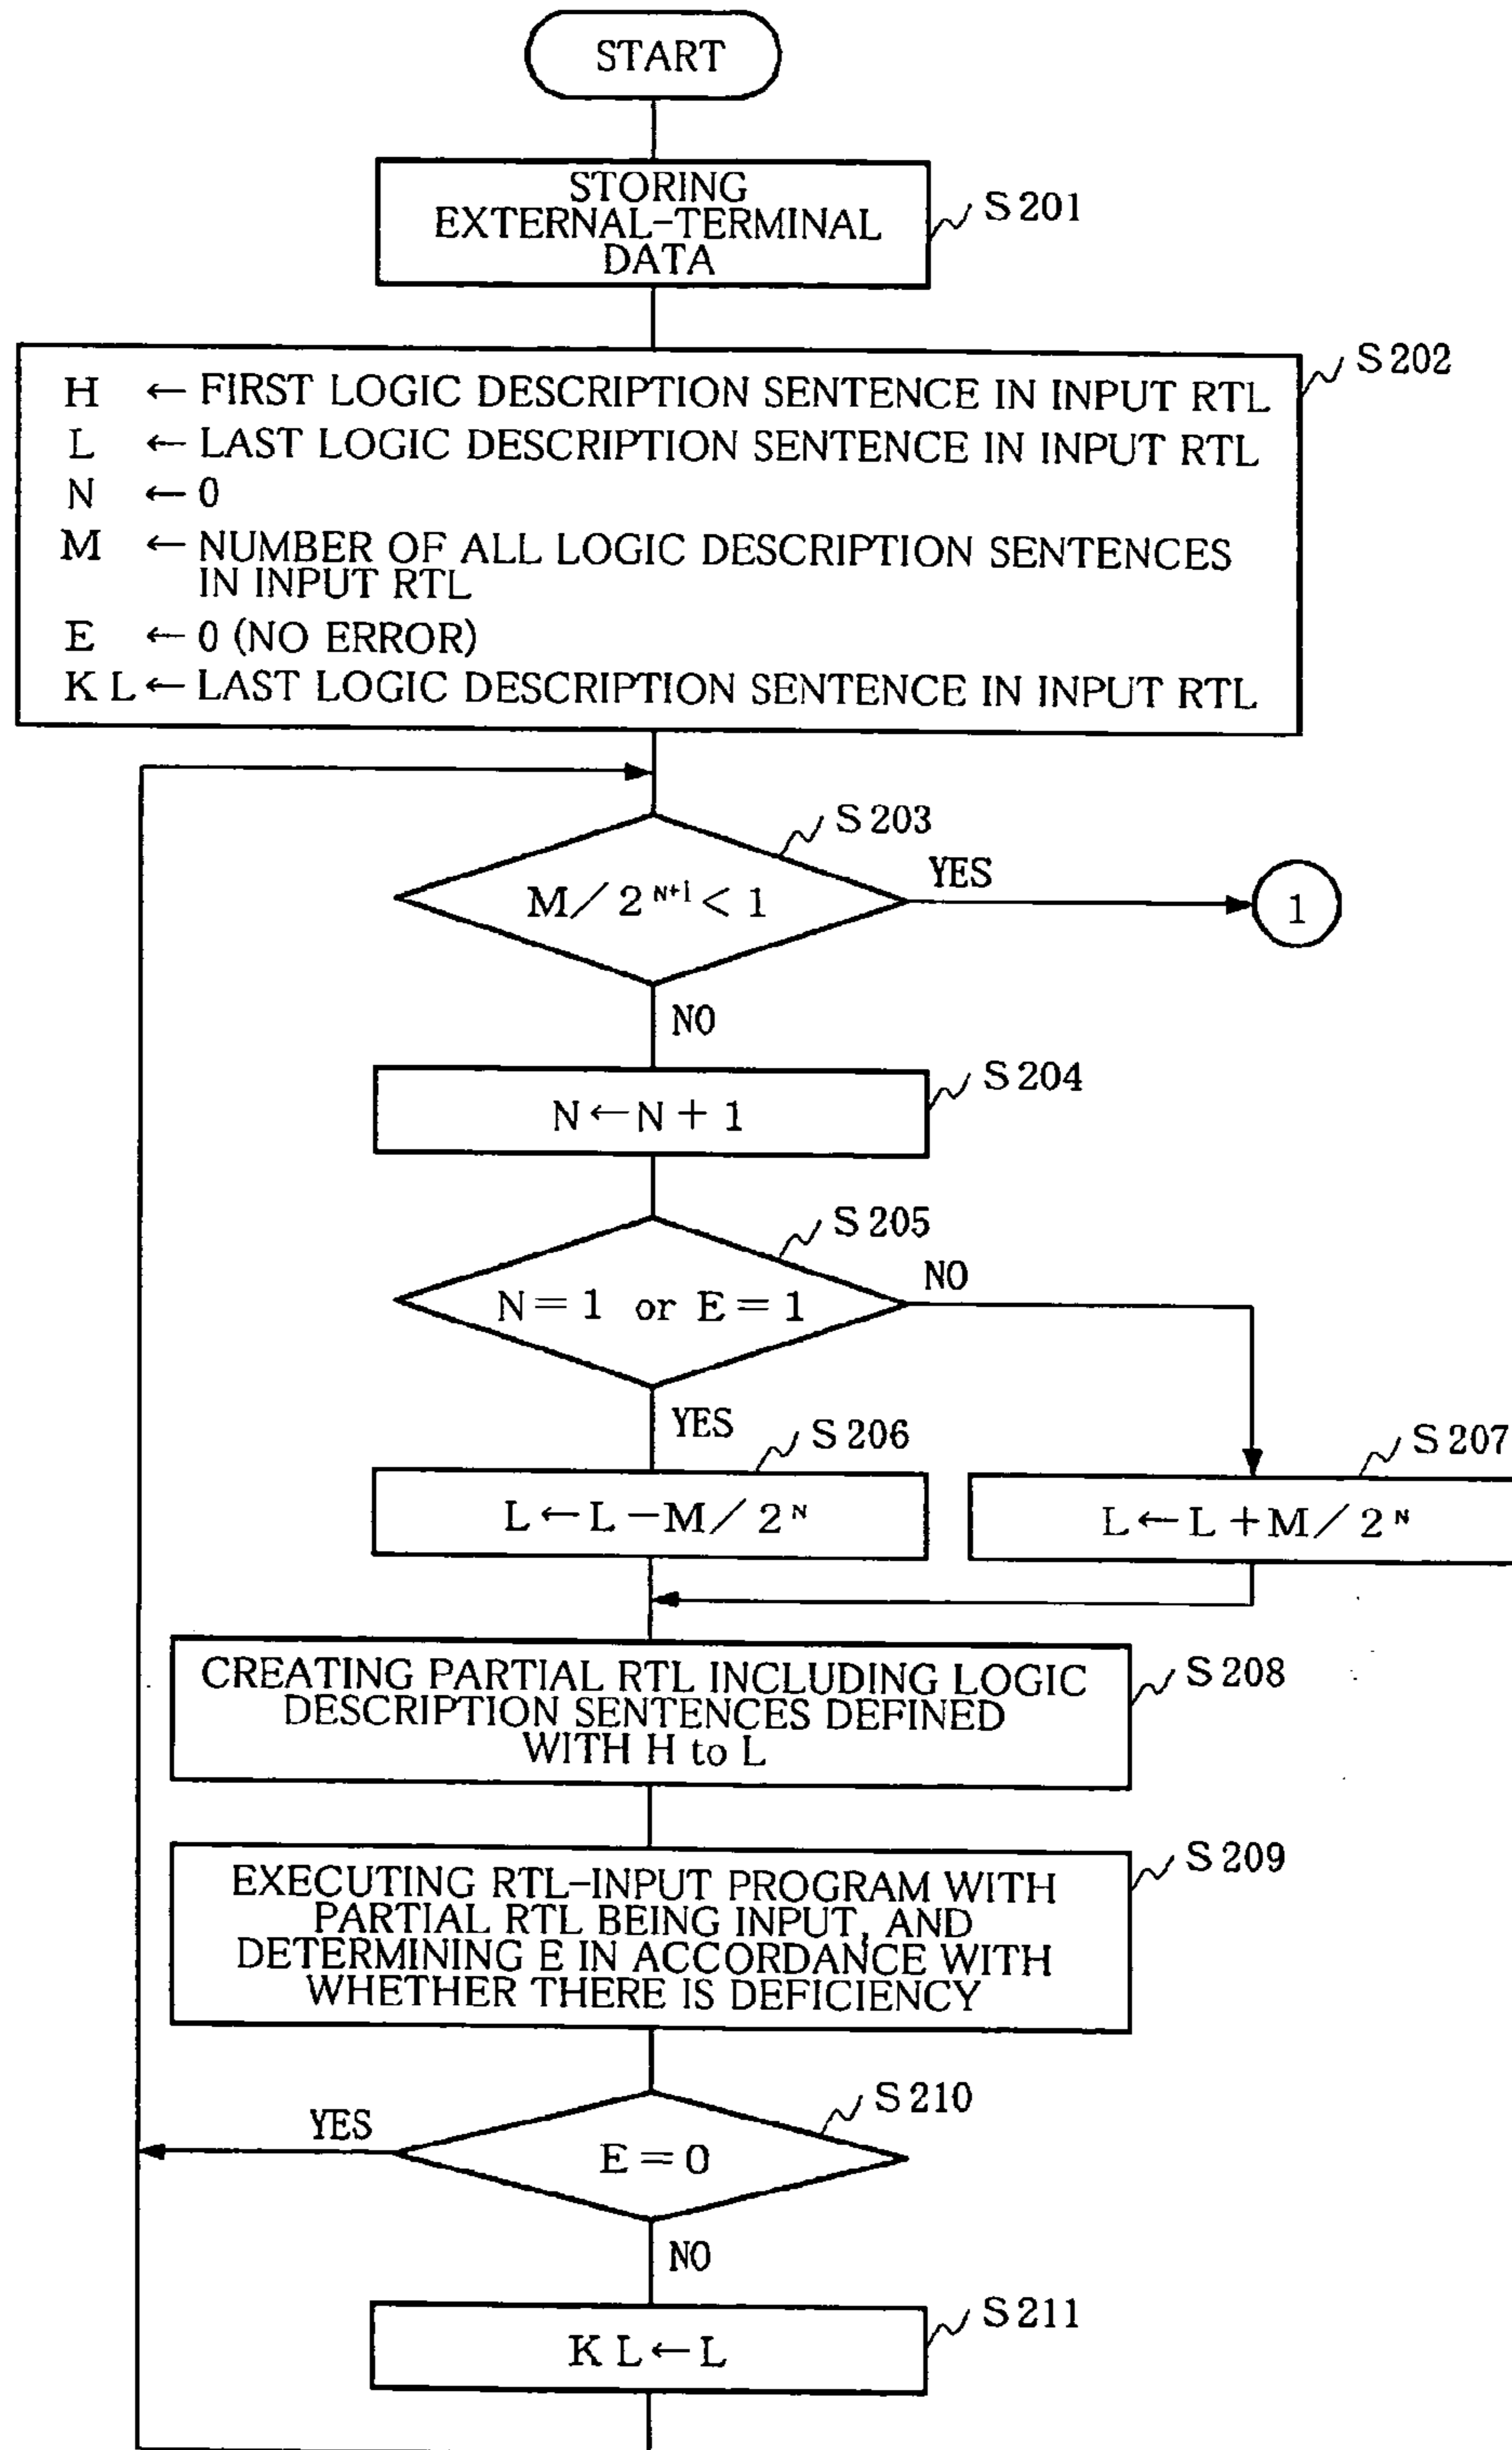 START
STORING
EXTERNAL-TERMINAL
DATA
S201
S202
H ← FIRST LOGIC DESCRIPTION SENTENCE IN INPUT RTL
L ← LAST LOGIC DESCRIPTION SENTENCE IN INPUT RTL
N ← 0
M ← NUMBER OF ALL LOGIC DESCRIPTION SENTENCES
IN INPUT RTL
E ← 0 (NO ERROR)
KL ← LAST LOGIC DESCRIPTION SENTENCE IN INPUT RTL
S203
M/2^{N+1} < 1
YES
1
NO
S204
N ← N + 1
S205
N = 1 or E = 1
NO
YES
S206
L ← L − M/2^N
S207
L ← L + M/2^N
CREATING PARTIAL RTL INCLUDING LOGIC
DESCRIPTION SENTENCES DEFINED
WITH H to L
S208
EXECUTING RTL-INPUT PROGRAM WITH
PARTIAL RTL BEING INPUT, AND
DETERMINING E IN ACCORDANCE WITH
WHETHER THERE IS DEFICIENCY
S209
S210
YES
E = 0
NO
S211
KL ← L